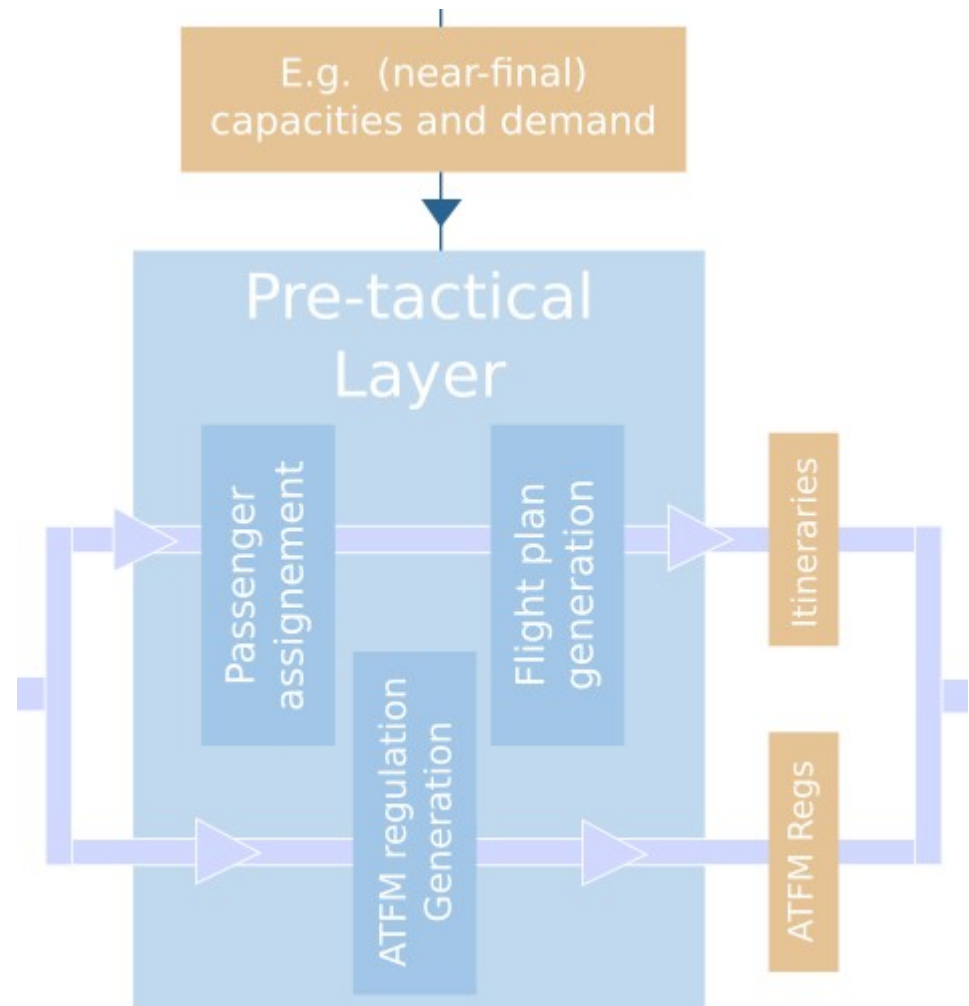 E.g. (near-final)
capacities and demand
Pre-tactical
Layer
Passenger
assignement
Flight plan
generation
Itineraries
ATFM regulation
Generation
ATFM Regs